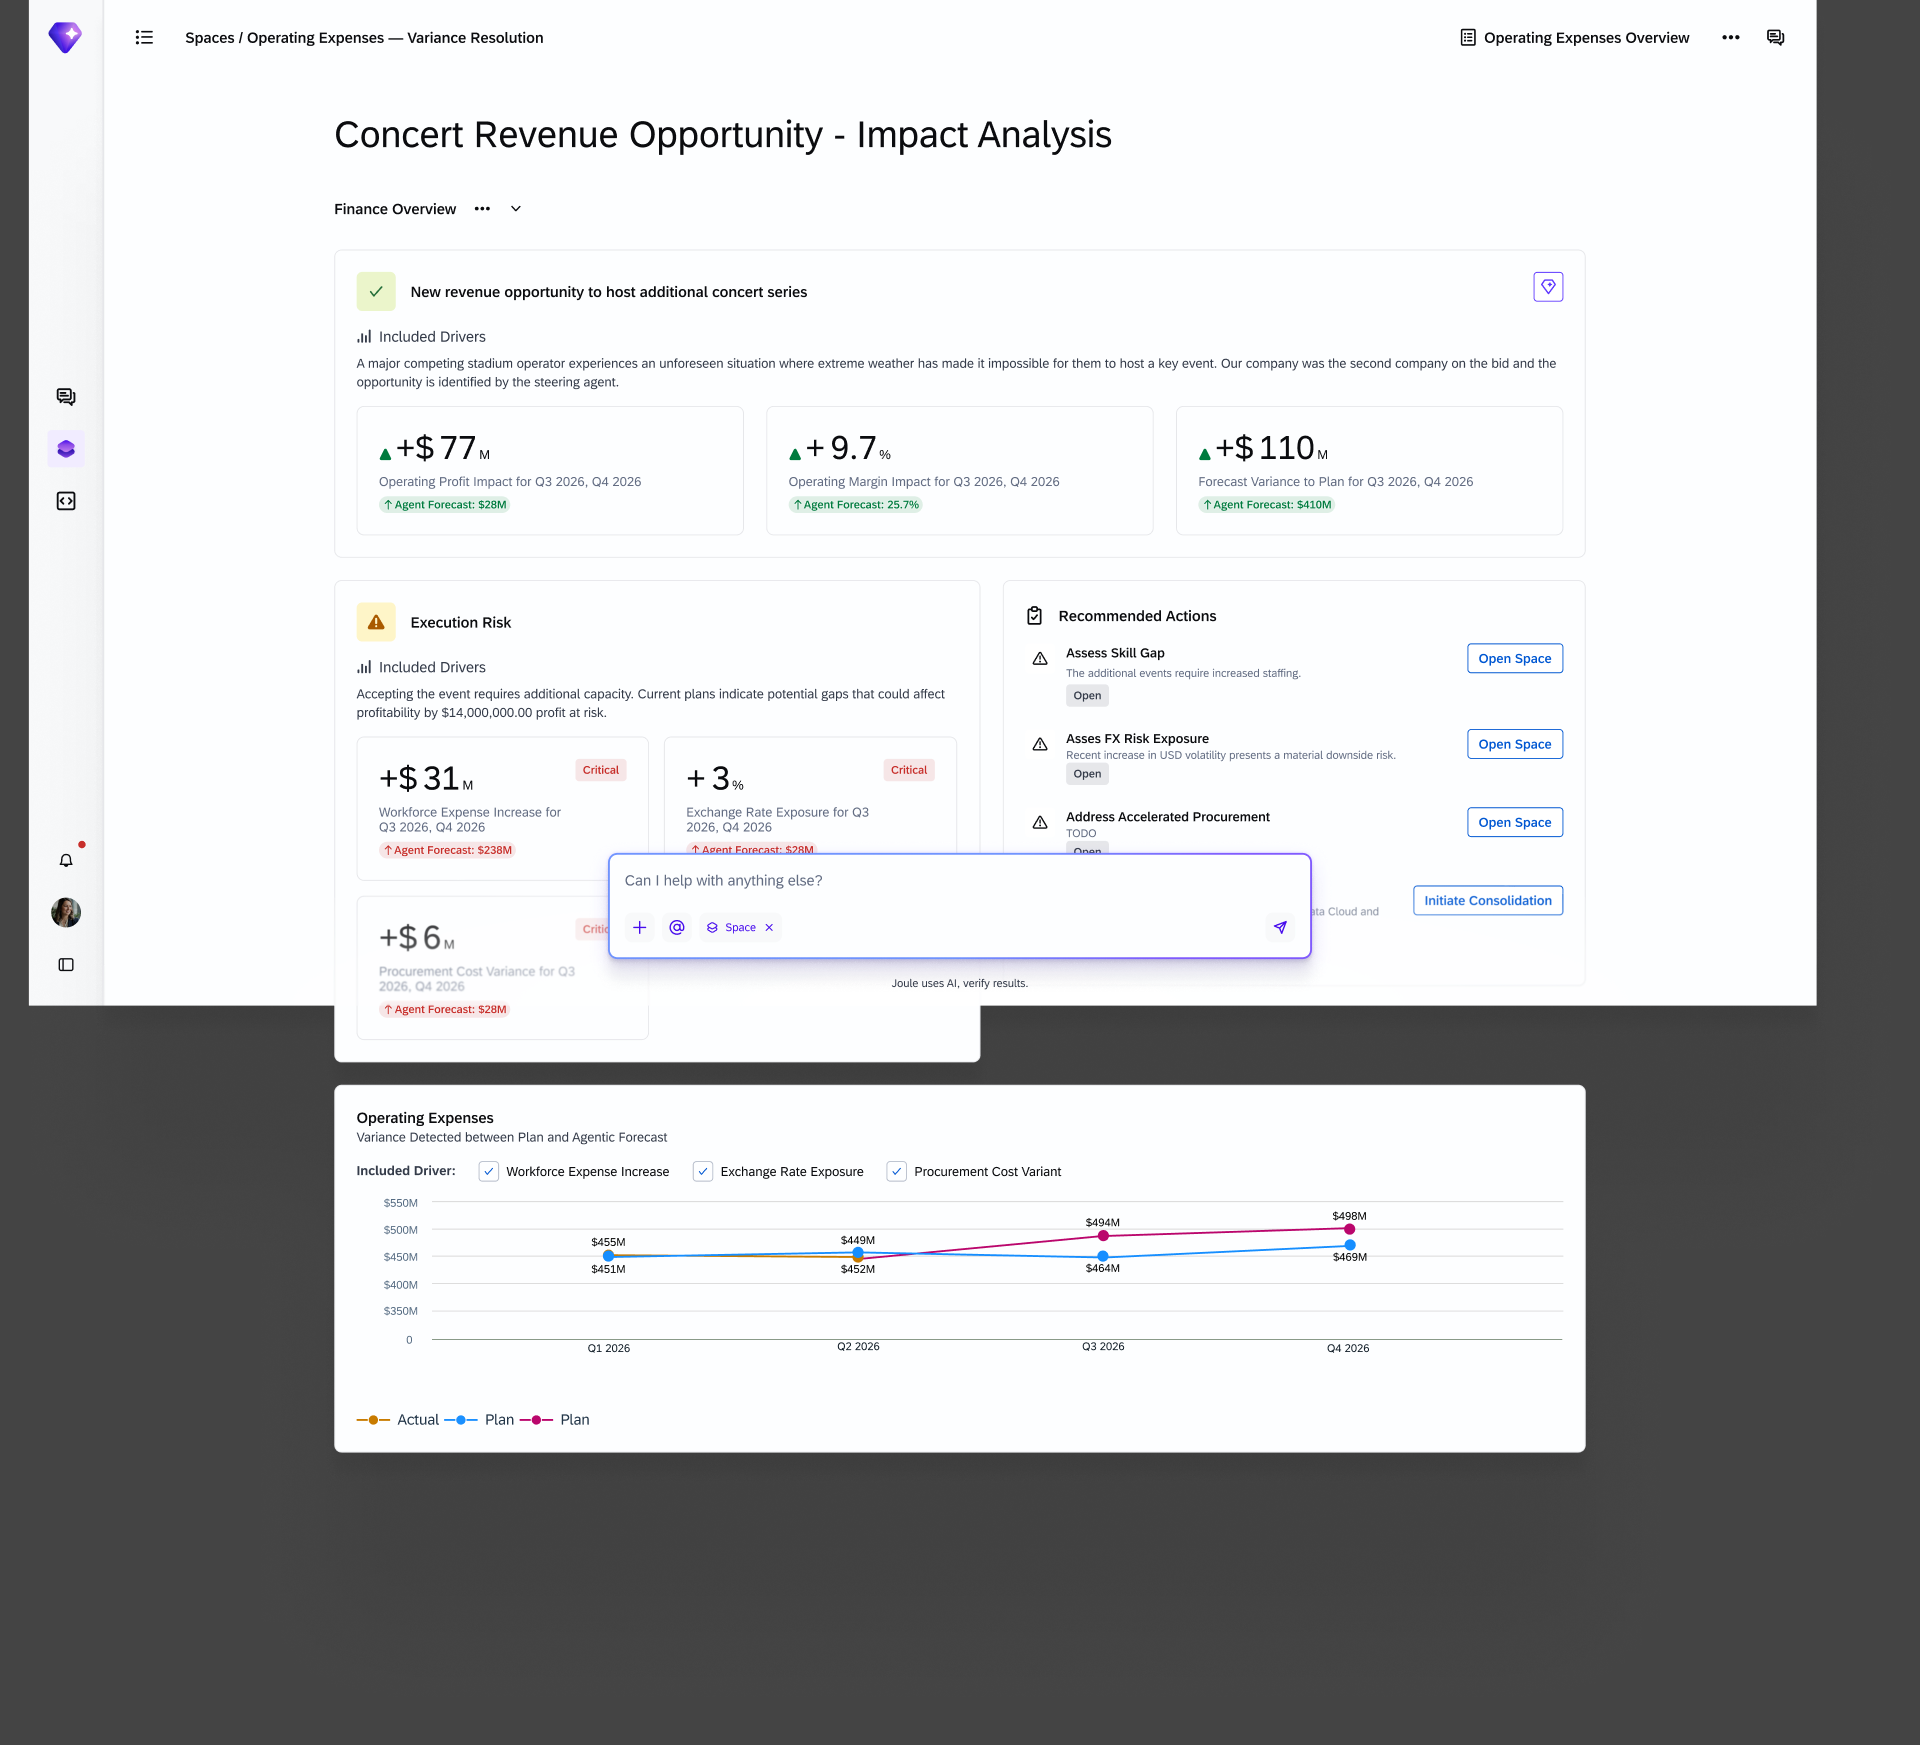 Spaces / Operating Expenses — Variance Resolution
Operating Expenses Overview
Concert Revenue Opportunity - Impact Analysis
Finance Overview
New revenue opportunity to host additional concert series
Included Drivers
A major competing stadium operator experiences an unforeseen situation where extreme weather has made it impossible for them to host a key event. Our company was the second company on the bid and the
opportunity is identified by the steering agent.
+$ 77 M
Operating Profit Impact for Q3 2026, Q4 2026
Agent Forecast: $28M
+ 9.7 %
Operating Margin Impact for Q3 2026, Q4 2026
Agent Forecast: 25.7%
+$ 110 M
Forecast Variance to Plan for Q3 2026, Q4 2026
Agent Forecast: $410M
Execution Risk
Included Drivers
Accepting the event requires additional capacity. Current plans indicate potential gaps that could affect
profitability by $14,000,000.00 profit at risk.
+$ 31 M
Critical
Workforce Expense Increase for
Q3 2026, Q4 2026
Agent Forecast: $238M
+ 3 %
Critical
Exchange Rate Exposure for Q3
2026, Q4 2026
Agent Forecast: $28M
+$ 6 M
Procurement Cost Variance for Q3
2026, Q4 2026
Agent Forecast: $28M
Recommended Actions
Assess Skill Gap
The additional events require increased staffing.
Open
Open Space
Asses FX Risk Exposure
Recent increase in USD volatility presents a material downside risk.
Open
Open Space
Address Accelerated Procurement
TODO
Open
Open Space
Cloud and
Initiate Consolidation
Can I help with anything else?
@
Space
Joule uses AI, verify results.
Operating Expenses
Variance Detected between Plan and Agentic Forecast
Included Driver:
Workforce Expense Increase
Exchange Rate Exposure
Procurement Cost Variant
$550M
$500M
$450M
$400M
$350M
0
$455M
$451M
$449M
$452M
$494M
$464M
$498M
$469M
Q1 2026
Q2 2026
Q3 2026
Q4 2026
Actual
Plan
Plan